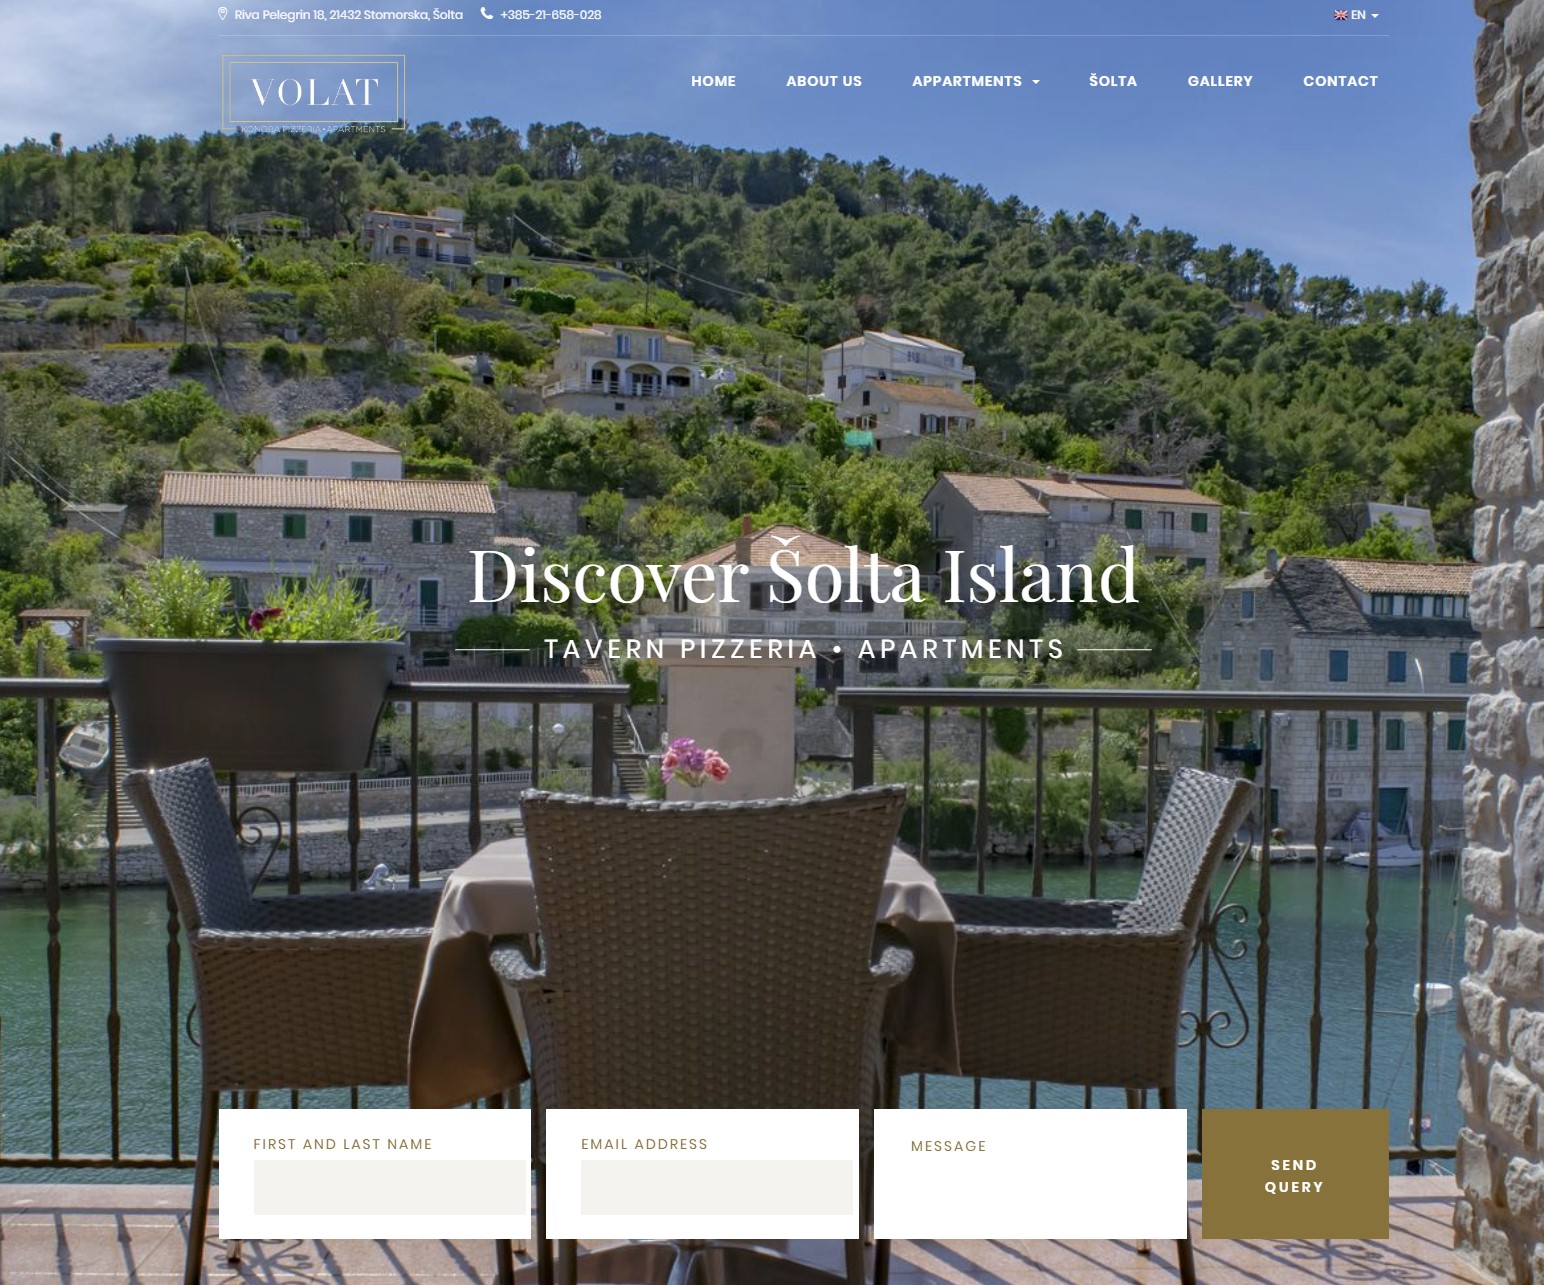 Riva Pelegrin 18, 21432 Stomorska, Šolta +385-21-658-028 EN
VOLAT
KONOBA PIZZERIA • APARTMENTS
HOME ABOUT US APPARTMENTS ŠOLTA GALLERY CONTACT
Discover Šolta Island
TAVERN PIZZERIA • APARTMENTS
FIRST AND LAST NAME EMAIL ADDRESS MESSAGE
SEND
QUERY